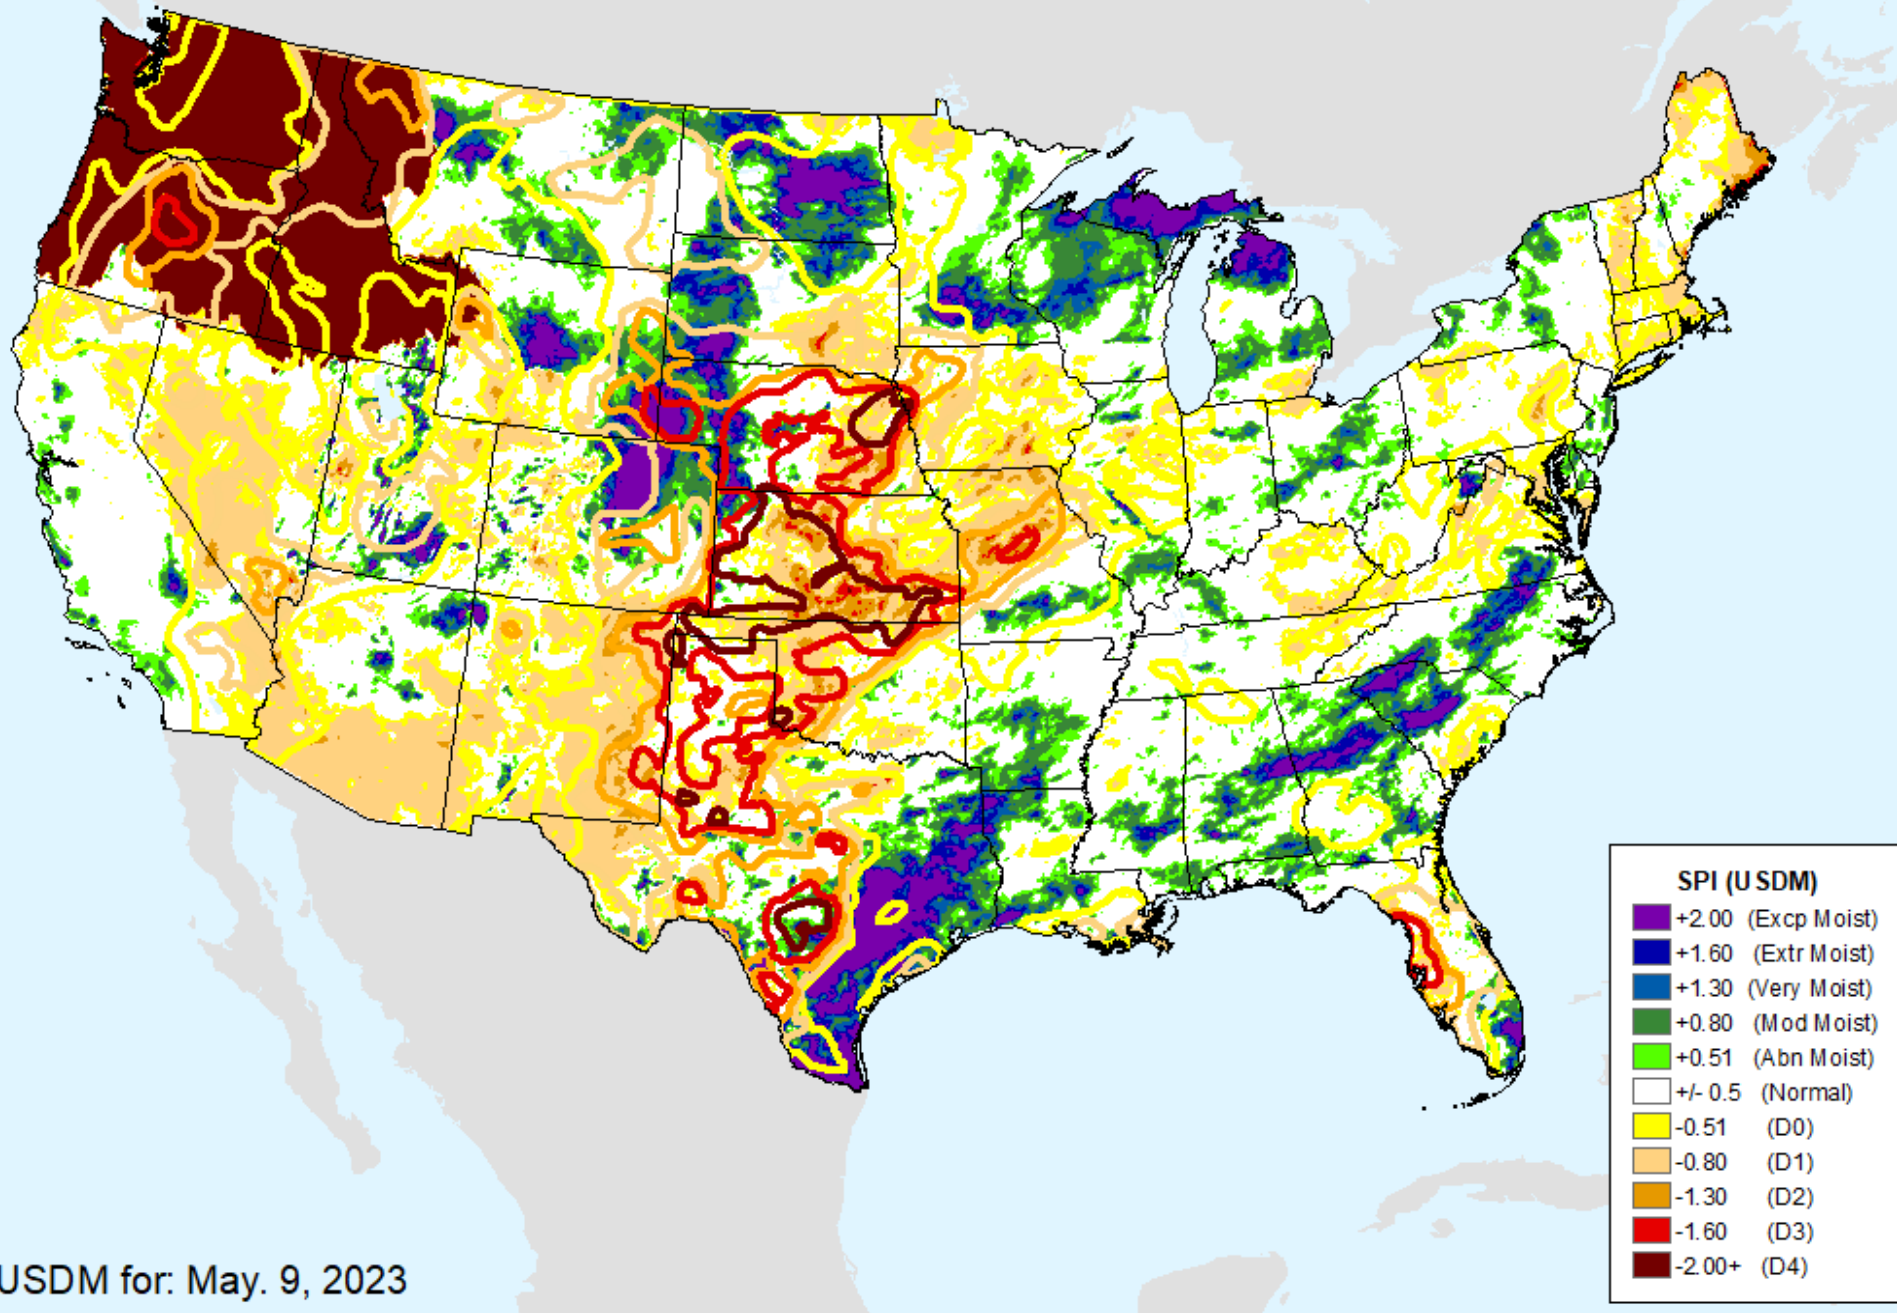 SPI (USDM)
+2.00 (Excp Moist)
+1.60 (Extr Moist)
+1.30 (Very Moist)
+0.80 (Mod Moist)
+0.51 (Abn Moist)
+/- 0.5 (Normal)
-0.51 (D0)
-0.80 (D1)
-1.30 (D2)
-1.60 (D3)
-2.00+ (D4)
USDM for: May. 9, 2023